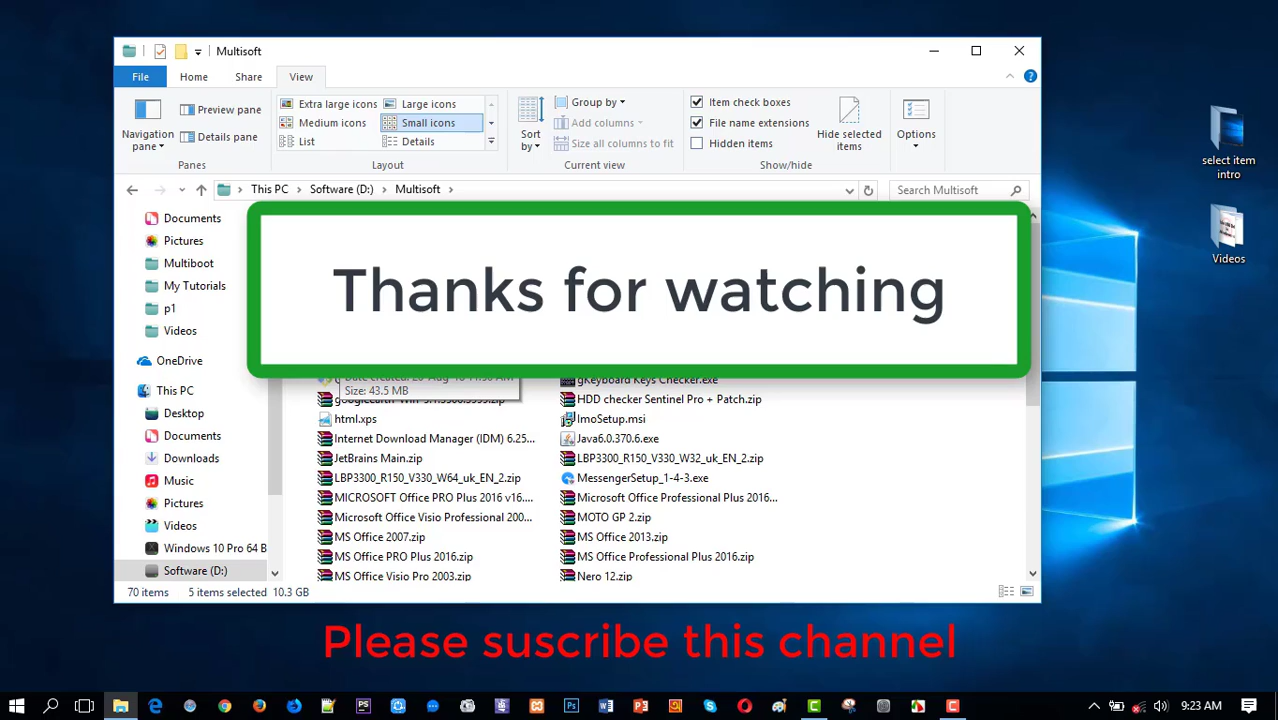 Multisoft
File Home Share View
Extra large icons Large icons
Medium icons Small icons
List Details
Navigation pane
Preview pane
Details pane
Sort by
Group by
Add columns
Size all columns to fit
Item check boxes
File name extensions
Hidden items
Hide selected items
Options
Panes Layout Current view Show/hide
This PC Software (D:) Multisoft
Search Multisoft
Documents
Pictures
Multiboot
My Tutorials
p1
Videos
OneDrive
This PC
Desktop
Documents
Downloads
Music
Pictures
Videos
Windows 10 Pro 64 B
Software (D:)
Thanks for watching
Size: 43.5 MB
gKeyboard Keys Checker.exe
HDD checker Sentinel Pro + Patch.zip
html.xps ImoSetup.msi
Internet Download Manager (IDM) 6.25... Java6.0.370.6.exe
JetBrains Main.zip LBP3300_R150_V330_W32_uk_EN_2.zip
LBP3300_R150_V330_W64_uk_EN_2.zip MessengerSetup_1-4-3.exe
MICROSOFT Office PRO Plus 2016 v16.... Microsoft Office Professional Plus 2016...
Microsoft Office Visio Professional 200... MOTO GP 2.zip
MS Office 2007.zip MS Office 2013.zip
MS Office PRO Plus 2016.zip MS Office Professional Plus 2016.zip
MS Office Visio Pro 2003.zip Nero 12.zip
70 items 5 items selected 10.3 GB
Please suscribe this channel
select item intro
Videos
9:23 AM